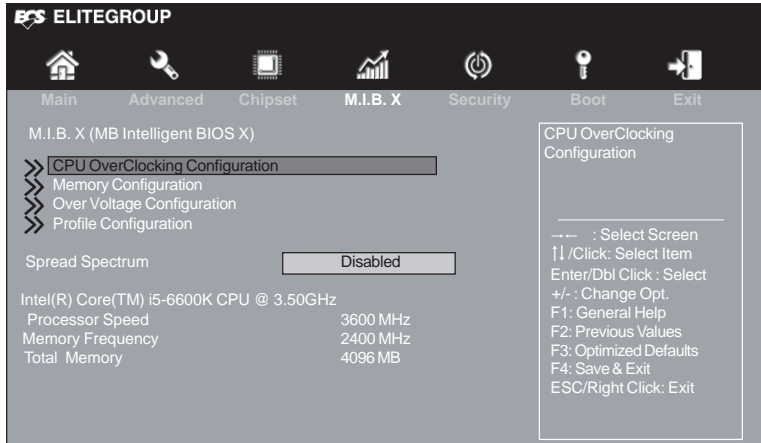 ECS ELITEGROUP
Main Advanced Chipset M.I.B. X Security Boot Exit
M.I.B. X (MB Intelligent BIOS X)
CPU OverClocking Configuration
Memory Configuration
Over Voltage Configuration
Profile Configuration
Spread Spectrum Disabled
Intel(R) Core(TM) i5-6600K CPU @ 3.50GHz
Processor Speed 3600 MHz
Memory Frequency 2400 MHz
Total Memory 4096 MB
CPU OverClocking
Configuration
→← : Select Screen
↑↓/Click: Select Item
Enter/Dbl Click : Select
+/- : Change Opt.
F1: General Help
F2: Previous Values
F3: Optimized Defaults
F4: Save & Exit
ESC/Right Click: Exit